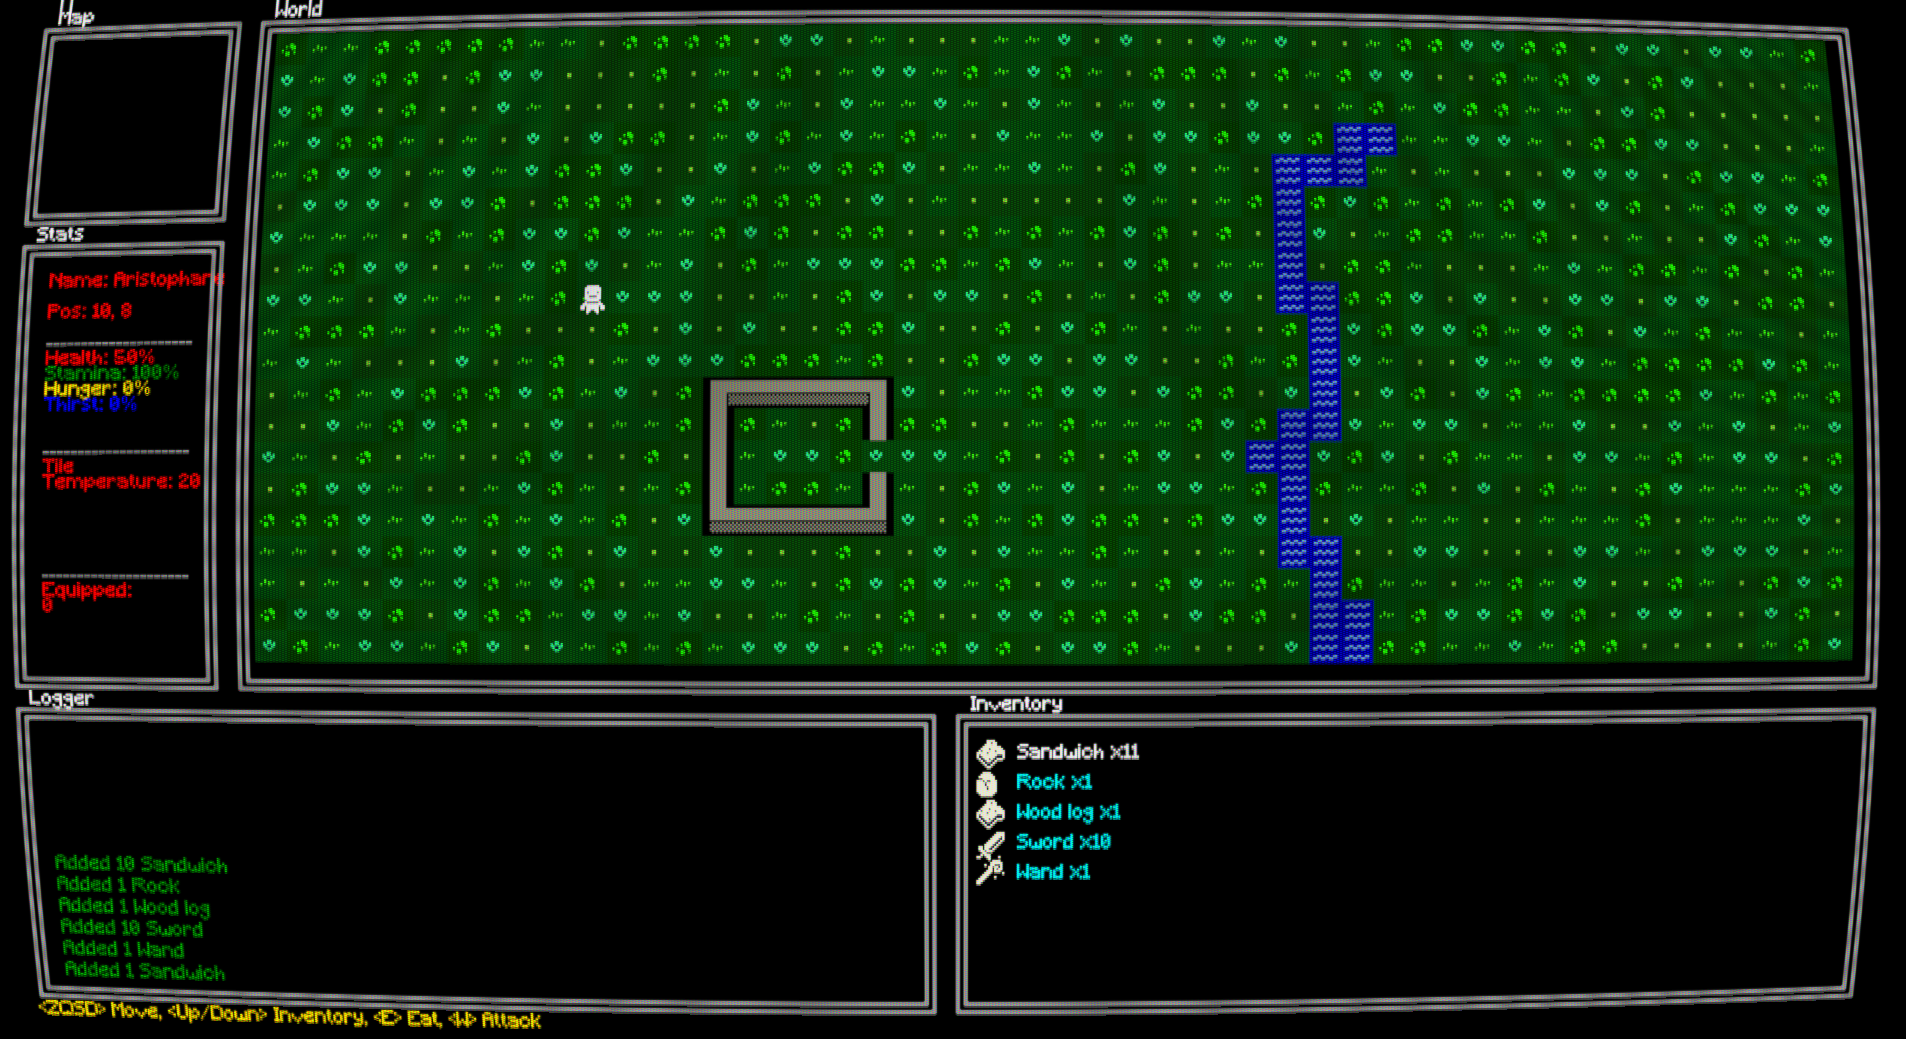 Map
World
Stats
Name: Aristophane
Pos: 10, 8
Health: 50%
Stamina: 100%
Hunger: 0%
Thirst: 0%
Tile
Temperature: 20
Equipped:
0
Logger
Added 10 Sandwich
Added 1 Rock
Added 1 Wood log
Added 10 Sword
Added 1 Wand
Added 1 Sandwich
Inventory
Sandwich x11
Rock x1
Wood log x1
Sword x10
Wand x1
<ZQSD> Move, <Up/Down> Inventory, <E> Eat, <W> Attack